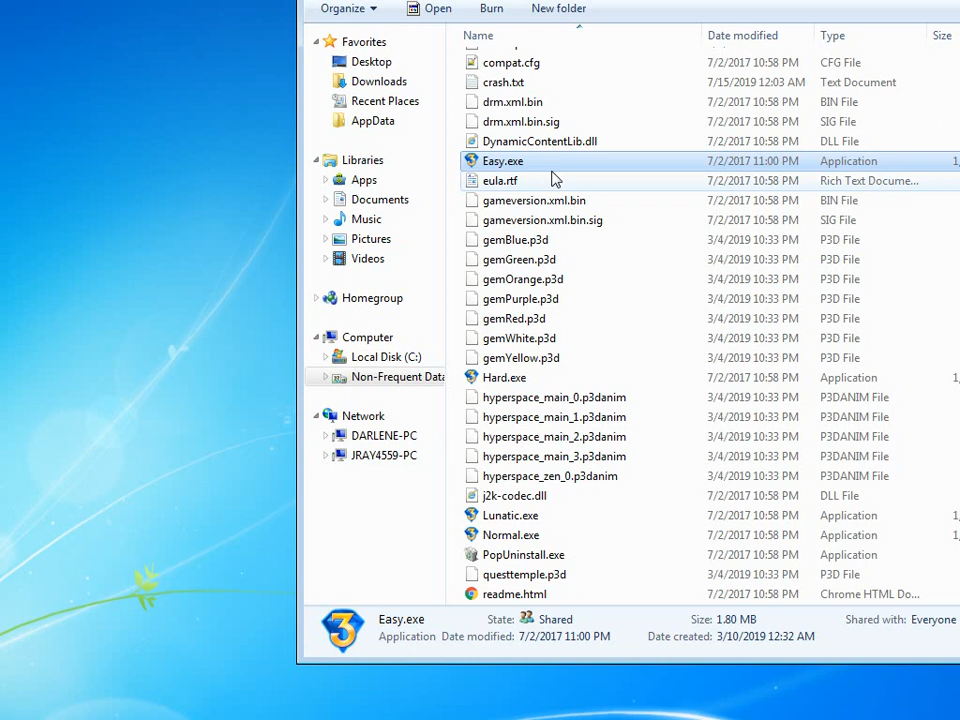 Organize Open Burn New folder
Name Date modified Type Size
Favorites
Desktop
Downloads
Recent Places
AppData
Libraries
Apps
Documents
Music
Pictures
Videos
Homegroup
Computer
Local Disk (C:)
Non-Frequent Data
Network
DARLENE-PC
JRAY4559-PC
compat.cfg 7/2/2017 10:58 PM CFG File
crash.txt 7/15/2019 12:03 AM Text Document
drm.xml.bin 7/2/2017 10:58 PM BIN File
drm.xml.bin.sig 7/2/2017 10:58 PM SIG File
DynamicContentLib.dll 7/2/2017 10:58 PM DLL File
Easy.exe 7/2/2017 11:00 PM Application 1,
eula.rtf 7/2/2017 10:58 PM Rich Text Docume...
gameversion.xml.bin 7/2/2017 10:58 PM BIN File
gameversion.xml.bin.sig 7/2/2017 10:58 PM SIG File
gemBlue.p3d 3/4/2019 10:33 PM P3D File
gemGreen.p3d 3/4/2019 10:33 PM P3D File
gemOrange.p3d 3/4/2019 10:33 PM P3D File
gemPurple.p3d 3/4/2019 10:33 PM P3D File
gemRed.p3d 3/4/2019 10:33 PM P3D File
gemWhite.p3d 3/4/2019 10:33 PM P3D File
gemYellow.p3d 3/4/2019 10:33 PM P3D File
Hard.exe 7/2/2017 10:58 PM Application 1,
hyperspace_main_0.p3danim 3/4/2019 10:33 PM P3DANIM File
hyperspace_main_1.p3danim 3/4/2019 10:33 PM P3DANIM File
hyperspace_main_2.p3danim 3/4/2019 10:33 PM P3DANIM File
hyperspace_main_3.p3danim 3/4/2019 10:33 PM P3DANIM File
hyperspace_zen_0.p3danim 3/4/2019 10:33 PM P3DANIM File
j2k-codec.dll 7/2/2017 10:58 PM DLL File
Lunatic.exe 7/2/2017 10:58 PM Application 1,
Normal.exe 7/2/2017 10:58 PM Application 1,
PopUninstall.exe 7/2/2017 10:58 PM Application
questtemple.p3d 3/4/2019 10:33 PM P3D File
readme.html 7/2/2017 10:58 PM Chrome HTML Do...
3
Easy.exe State: Shared Size: 1.80 MB Shared with: Everyone
Application Date modified: 7/2/2017 11:00 PM Date created: 3/10/2019 12:32 AM